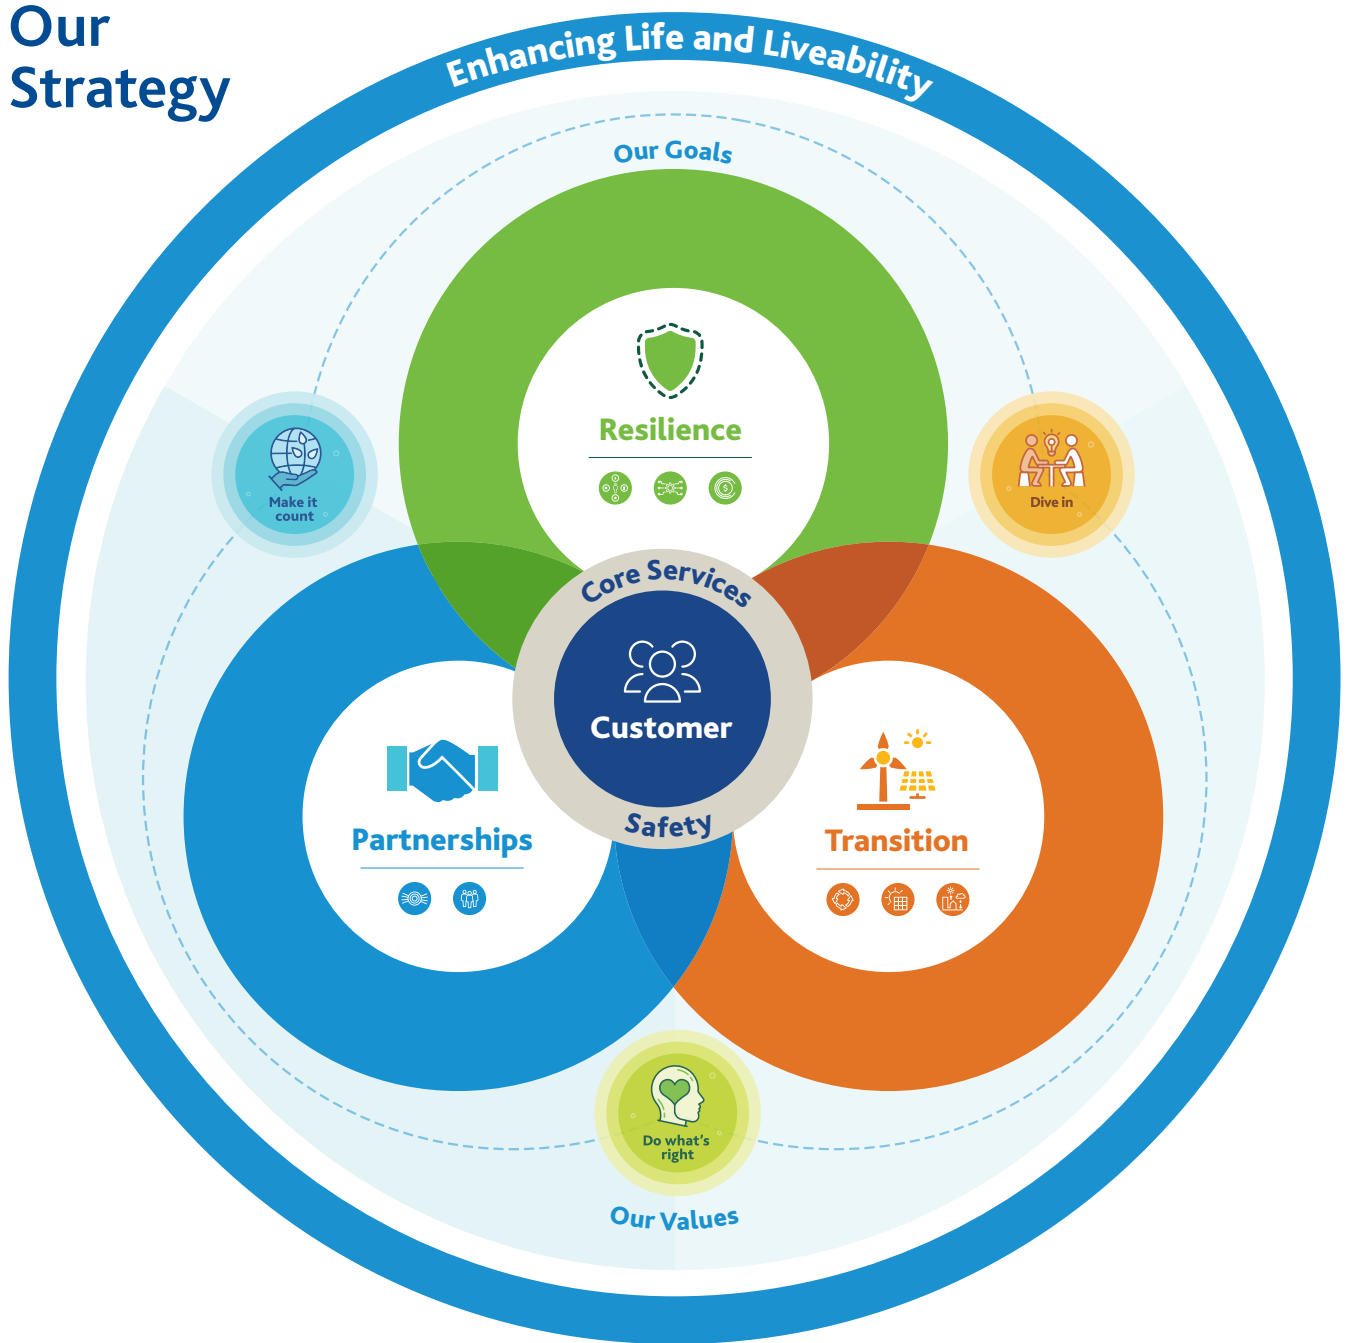 Our
Strategy
Enhancing Life and Liveability
Our Goals
Resilience
Make it
count
Dive in
Core Services
Customer
Safety
Partnerships
Transition
Do what's
right
Our Values